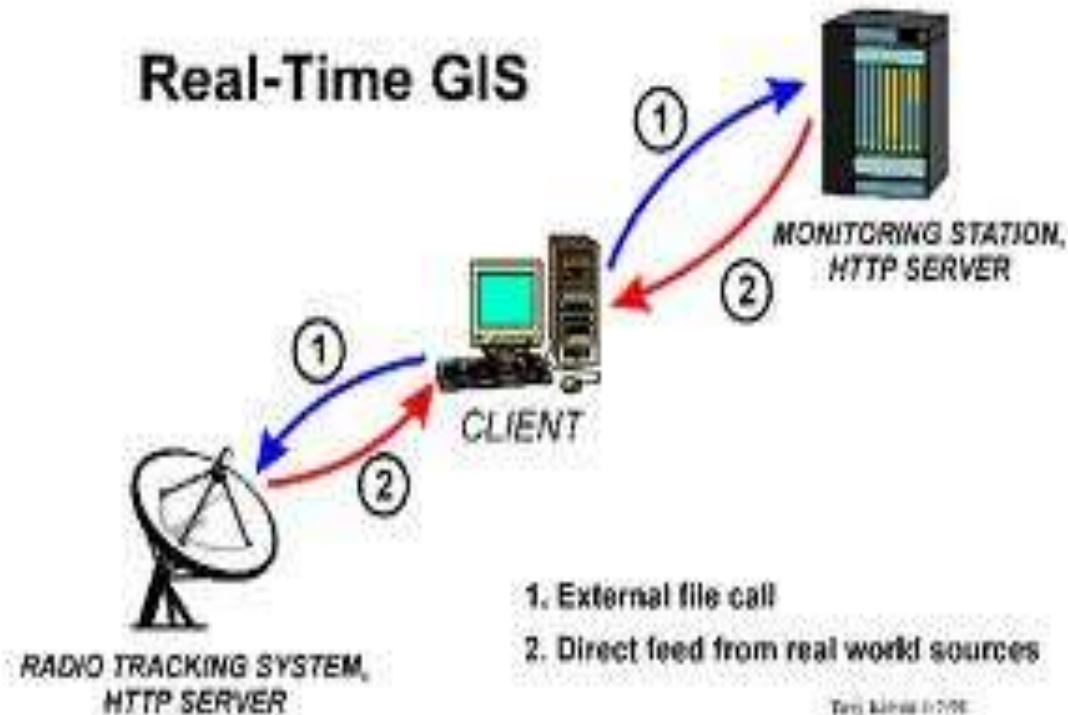 Real-Time GIS
1
MONITORING STATION,
HTTP SERVER
2
1
CLIENT
2
1. External file call
2. Direct feed from real world sources
RADIO TRACKING SYSTEM,
HTTP SERVER